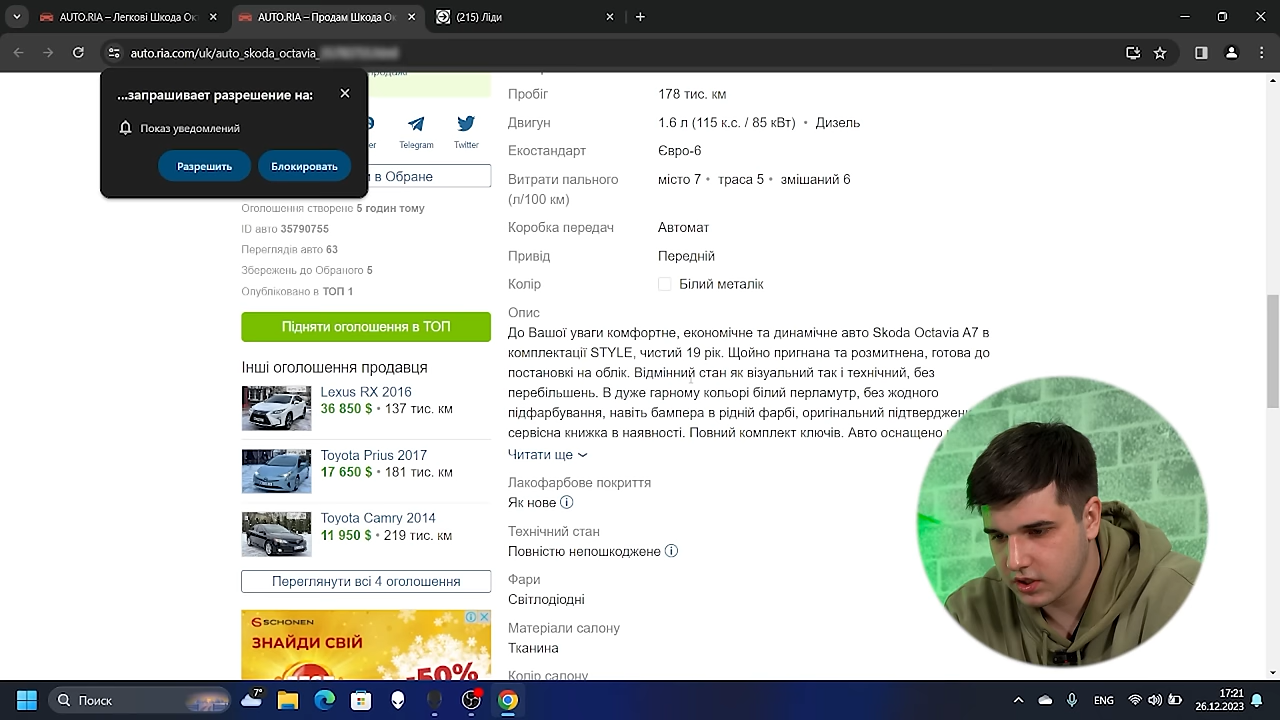 AUTO.RIA – Легкові Шкода Ок
AUTO.RIA – Продам Шкода Ок
(215) Ліди
auto.ria.com/uk/auto_skoda_octavia_
...запрашивает разрешение на:
Показ уведомлений
Разрешить
Блокировать
Telegram
Twitter
в Обране
Оголошення створене 5 годин тому
ID авто 35790755
Переглядів авто 63
Збережень до Обраного 5
Опубліковано в ТОП 1
Підняти оголошення в ТОП
Інші оголошення продавця
Lexus RX 2016
36 850 $ • 137 тис. км
Toyota Prius 2017
17 650 $ • 181 тис. км
Toyota Camry 2014
11 950 $ • 219 тис. км
Переглянути всі 4 оголошення
SCHONEN
ЗНАЙДИ СВІЙ
-50%
Пробіг
178 тис. км
Двигун
1.6 л (115 к.с. / 85 кВт) • Дизель
Екостандарт
Євро-6
Витрати пального
(л/100 км)
місто 7 • траса 5 • змішаний 6
Коробка передач
Автомат
Привід
Передній
Колір
Білий металік
Опис
До Вашої уваги комфортне, економічне та динамічне авто Skoda Octavia A7 в
комплектації STYLE, чистий 19 рік. Щойно пригнана та розмитнена, готова до
постановкі на облік. Відмінний стан як візуальний так і технічний, без
перебільшень. В дуже гарному кольорі білий перламутр, без жодного
підфарбування, навіть бампера в рідній фарбі, оригінальний підтверджен
сервісна книжка в наявності. Повний комплект ключів. Авто оснащено
Читати ще
Лакофарбове покриття
Як нове
Технічний стан
Повністю непошкоджене
Фари
Світлодіодні
Матеріали салону
Тканина
Колір салону
Поиск
7°
ENG
17:21
26.12.2023